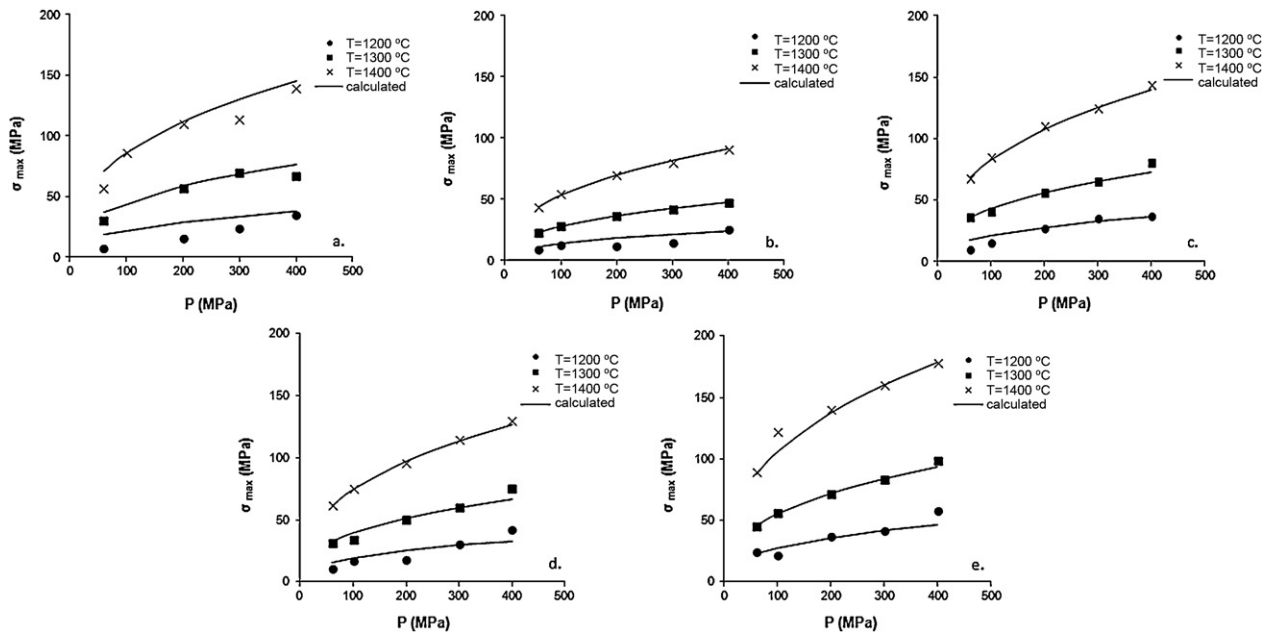 200
150
100
50
0
σ max (MPa)
T=1200 ºC
T=1300 ºC
T=1400 ºC
calculated
a.
0 100 200 300 400 500
P (MPa)
200
150
100
50
0
σ max (MPa)
T=1200 ºC
T=1300 ºC
T=1400 ºC
calculated
b.
0 100 200 300 400 500
P (MPa)
200
150
100
50
0
σ max (MPa)
T=1200 ºC
T=1300 ºC
T=1400 ºC
calculated
c.
0 100 200 300 400 500
P (MPa)
200
150
100
50
0
σ max (MPa)
T=1200 ºC
T=1300 ºC
T=1400 ºC
calculated
d.
0 100 200 300 400 500
P (MPa)
200
150
100
50
0
σ max (MPa)
T=1200 ºC
T=1300 ºC
T=1400 ºC
calculated
e.
0 100 200 300 400 500
P (MPa)